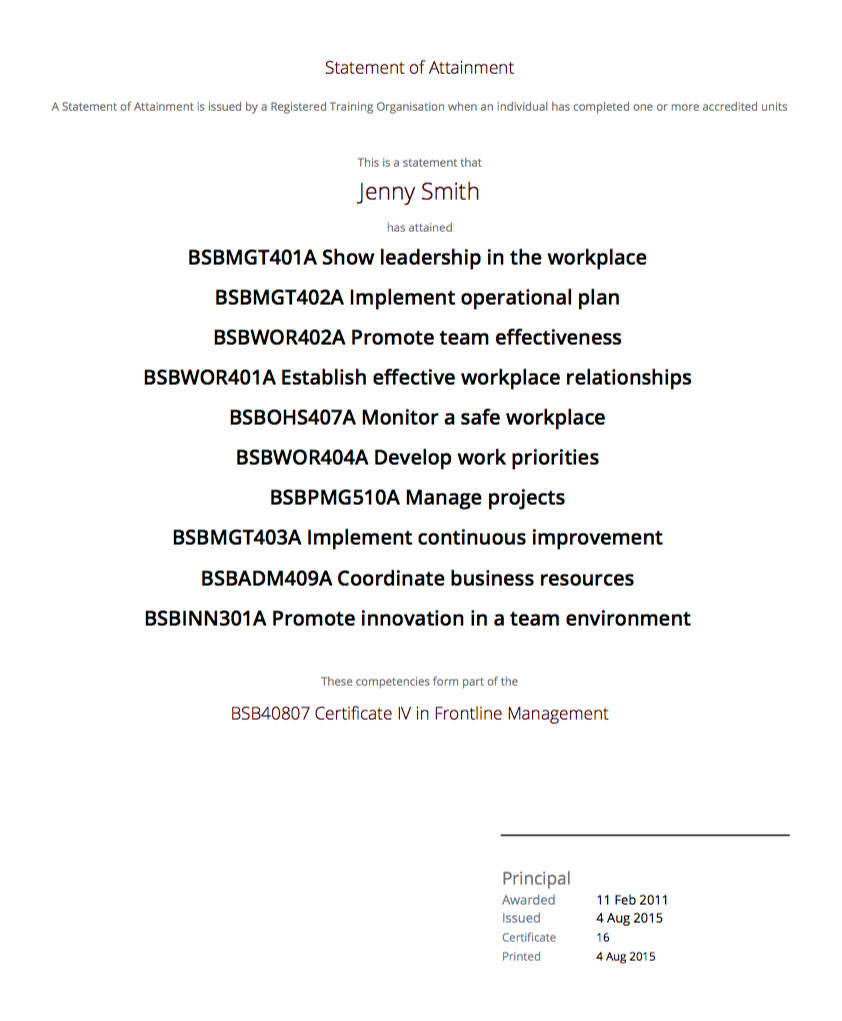 Statement of Attainment
A Statement of Attainment is issued by a Registered Training Organisation when an individual has completed one or more accredited units
This is a statement that
Jenny Smith
has attained
BSBMGT401A Show leadership in the workplace
BSBMGT402A Implement operational plan
BSBWOR402A Promote team effectiveness
BSBWOR401A Establish effective workplace relationships
BSBOHS407A Monitor a safe workplace
BSBWOR404A Develop work priorities
BSBPMG510A Manage projects
BSBMGT403A Implement continuous improvement
BSBADM409A Coordinate business resources
BSBINN301A Promote innovation in a team environment
These competencies form part of the
BSB40807 Certificate IV in Frontline Management
Principal
Awarded 11 Feb 2011
Issued 4 Aug 2015
Certificate 16
Printed 4 Aug 2015